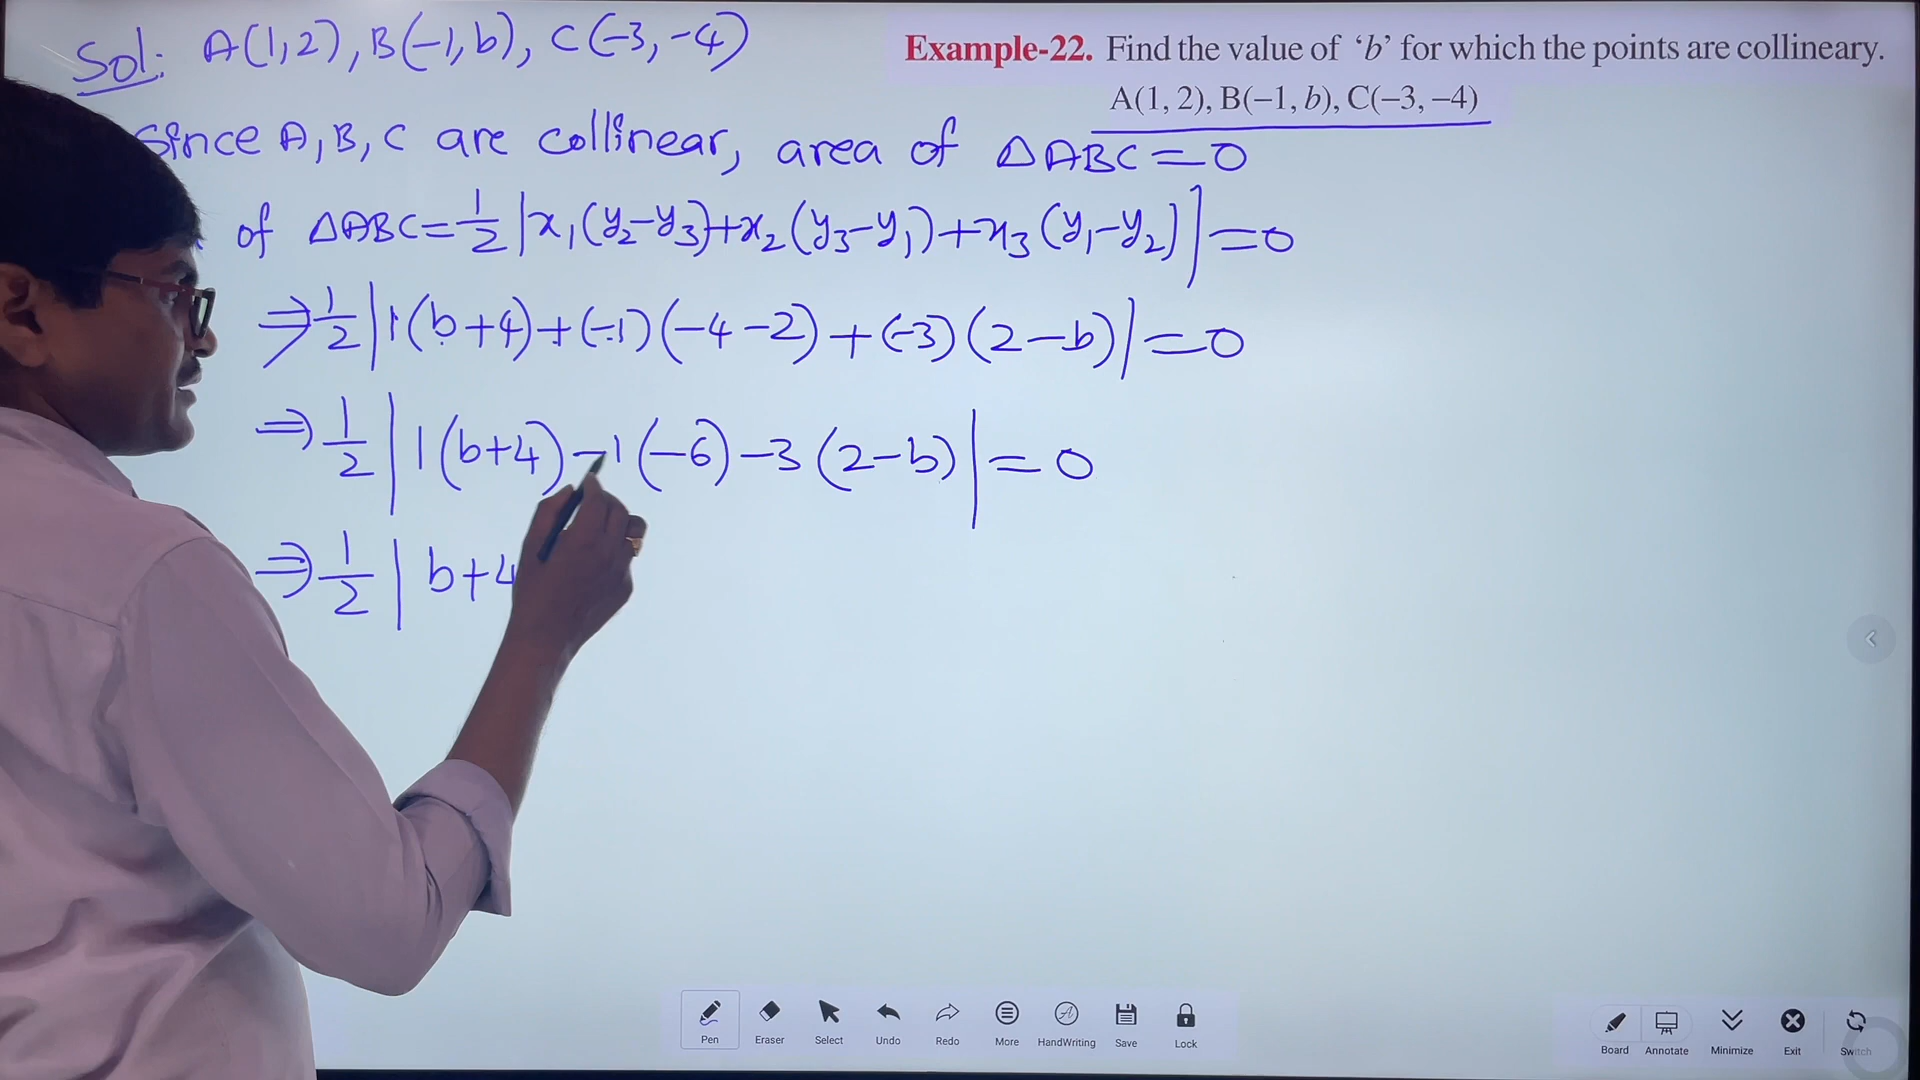 Sol: A(1,2), B(-1,b), C(-3,-4)
Example-22. Find the value of ‘b’ for which the points are collineary.
A(1, 2), B(−1, b), C(−3, −4)
Since A, B, C are collinear, area of △ABC=0
of △ABC=1/2|x₁(y₂-y₃)+x₂(y₃-y₁)+x₃(y₁-y₂)|=0
⇒1/2|1(b+4)+(-1)(-4-2)+(-3)(2-b)|=0
⇒1/2|1(b+4)-1(-6)-3(2-b)|=0
⇒1/2|b+4
Pen Eraser Select Undo Redo More HandWriting Save Lock
Board Annotate Minimize Exit Switch